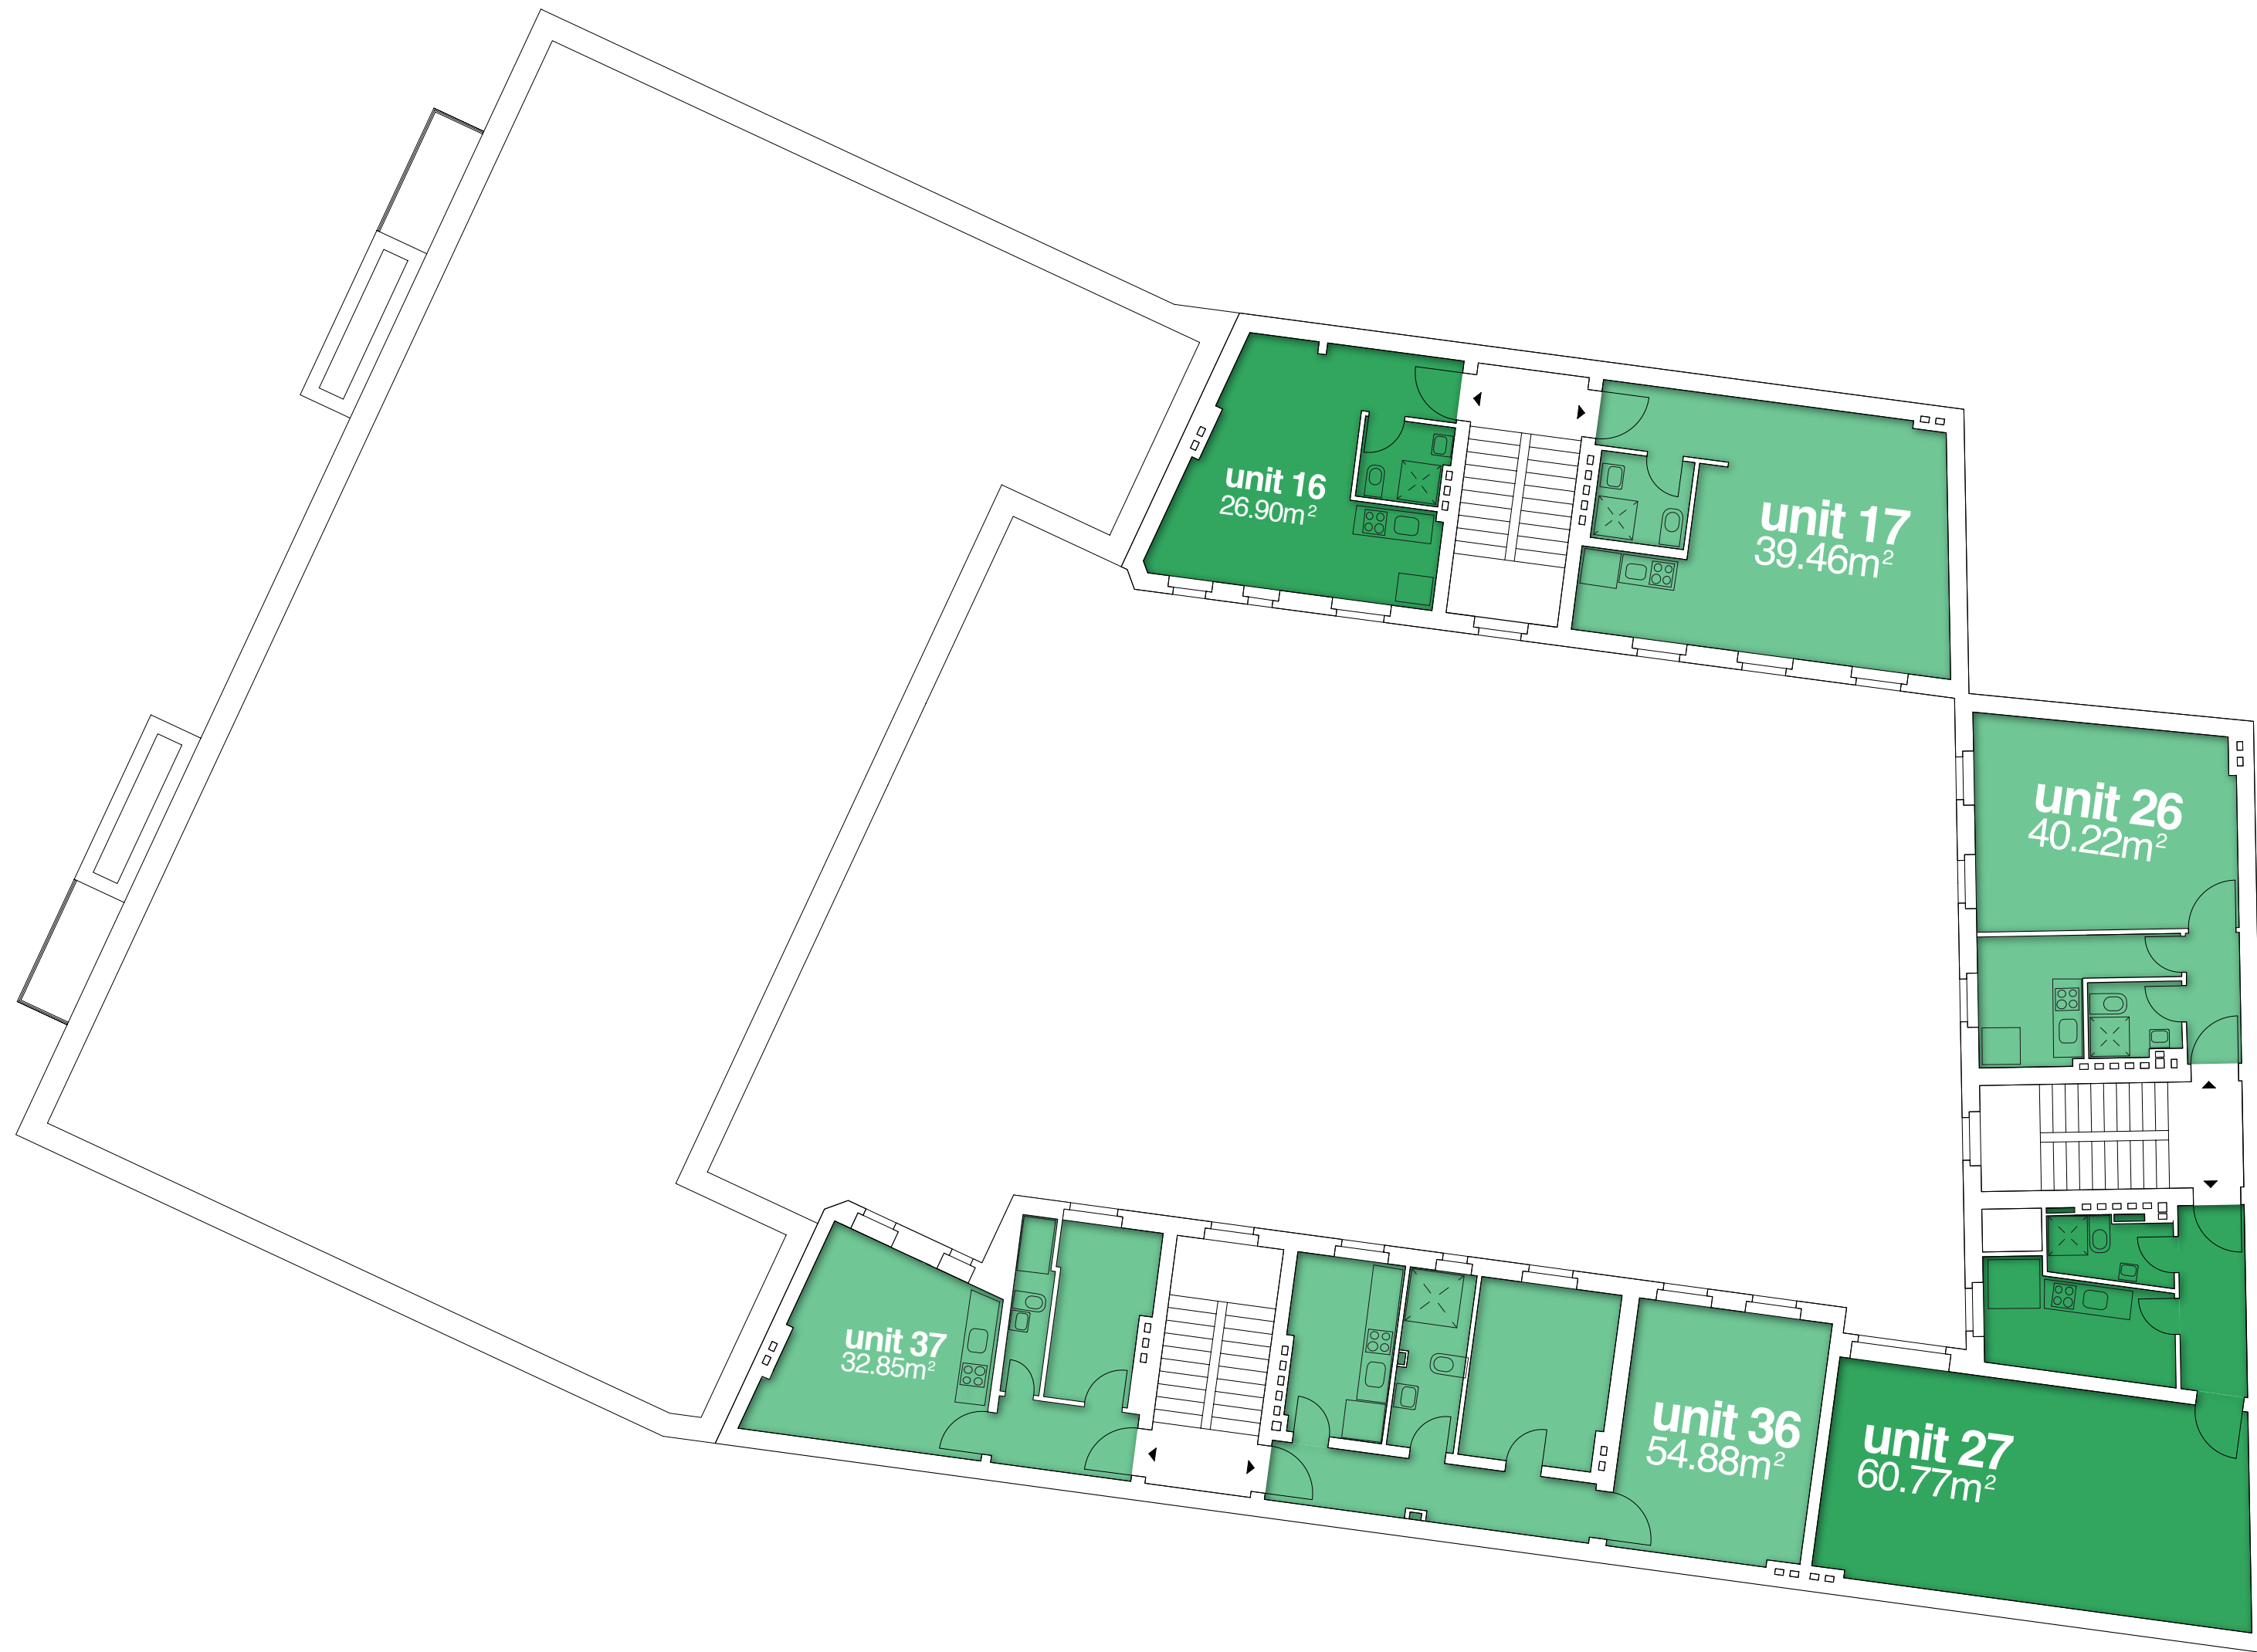 unit 16
26.90m²
unit 17
39.46m²
unit 26
40.22m²
unit 37
32.85m²
unit 36
54.88m²
unit 27
60.77m²